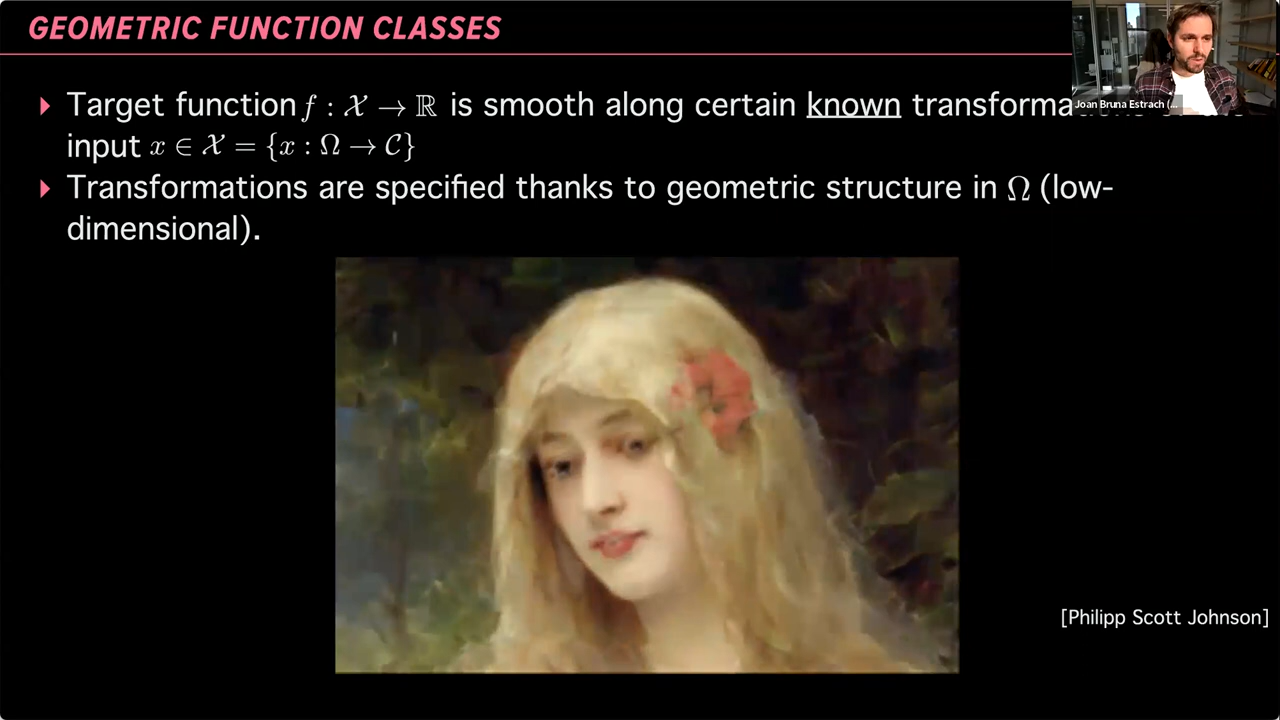 GEOMETRIC FUNCTION CLASSES
Target function f : 𝒳 → ℝ is smooth along certain known
input x ∈ 𝒳 = {x : Ω → 𝒞}
Transformations are specified thanks to geometric structure in Ω (low-
dimensional).
Joan Bruna Estrach (...
[Philipp Scott Johnson]